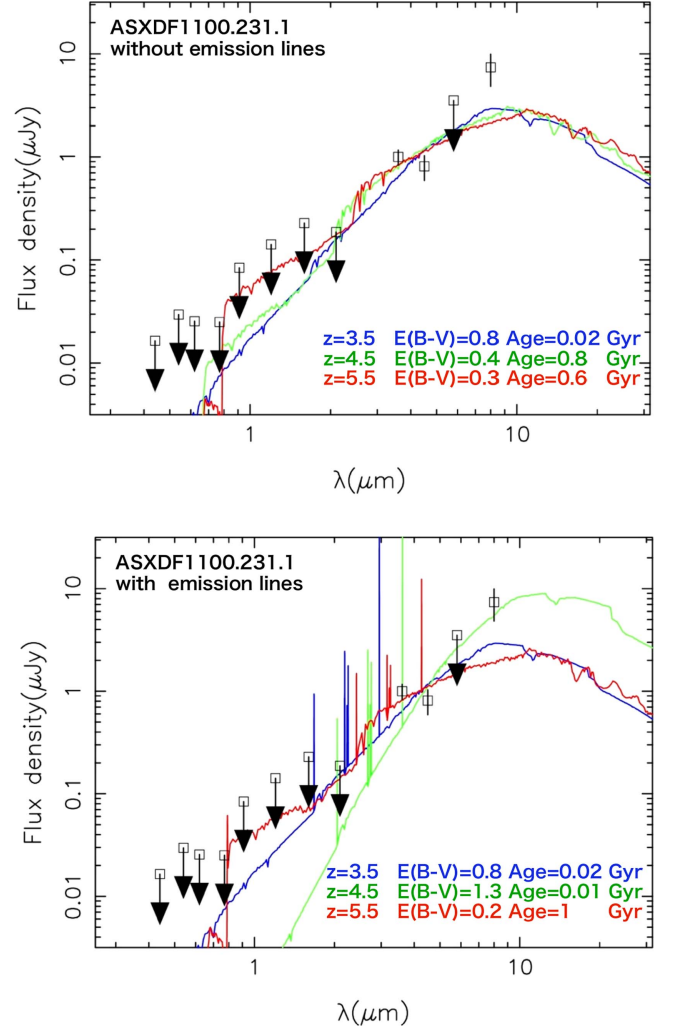 ASXDF1100.231.1
without emission lines
10
1
0.1
0.01
Flux density(μJy)
z=3.5 E(B-V)=0.8 Age=0.02 Gyr
z=4.5 E(B-V)=0.4 Age=0.8 Gyr
z=5.5 E(B-V)=0.3 Age=0.6 Gyr
1 10
λ(μm)
ASXDF1100.231.1
with emission lines
10
1
0.1
0.01
Flux density(μJy)
z=3.5 E(B-V)=0.8 Age=0.02 Gyr
z=4.5 E(B-V)=1.3 Age=0.01 Gyr
z=5.5 E(B-V)=0.2 Age=1 Gyr
1 10
λ(μm)